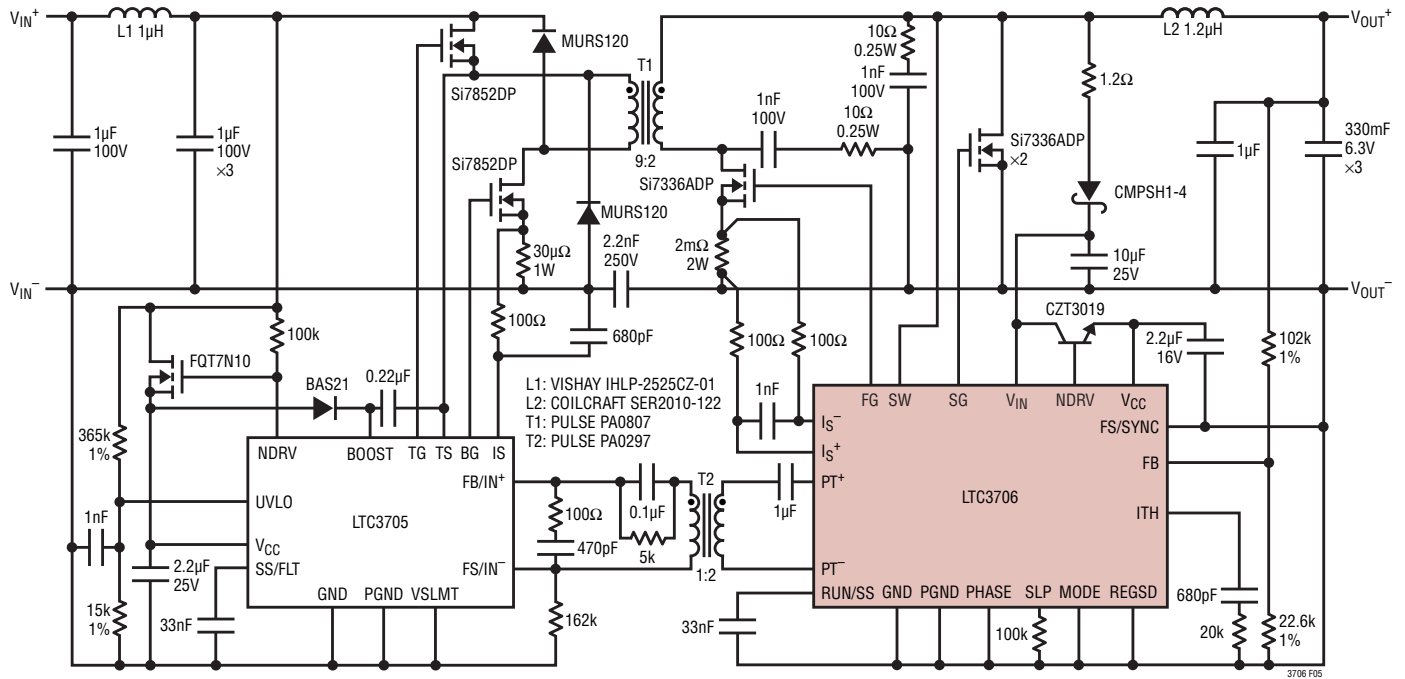 VIN+
L1 1µH
1µF
100V
1µF
100V
×3
Si7852DP
MURS120
T1
9:2
Si7852DP
MURS120
30µΩ
1W
2.2nF
250V
VIN−
100Ω
680pF
10Ω
0.25W
1nF
100V
1nF
100V
10Ω
0.25W
Si7336ADP
2mΩ
2W
100Ω
100Ω
1nF
Si7336ADP
×2
1.2Ω
CMPSH1-4
10µF
25V
CZT3019
2.2µF
16V
L2 1.2µH
VOUT+
1µF
330mF
6.3V
×3
VOUT−
102k
1%
100k
FQT7N10
BAS21
0.22µF
365k
1%
L1: VISHAY IHLP-2525CZ-01
L2: COILCRAFT SER2010-122
T1: PULSE PA0807
T2: PULSE PA0297
NDRV
BOOST
TG
TS
BG
IS
UVLO
FB/IN+
LTC3705
VCC
SS/FLT
FS/IN−
GND
PGND
VSLMT
1nF
2.2µF
25V
15k
1%
33nF
100Ω
470pF
0.1µF
5k
T2
1:2
162k
1µF
FG
SW
SG
VIN
NDRV
VCC
IS−
FS/SYNC
IS+
FB
PT+
LTC3706
ITH
PT−
RUN/SS
GND
PGND
PHASE
SLP
MODE
REGSD
33nF
100k
680pF
20k
22.6k
1%
3706 F05